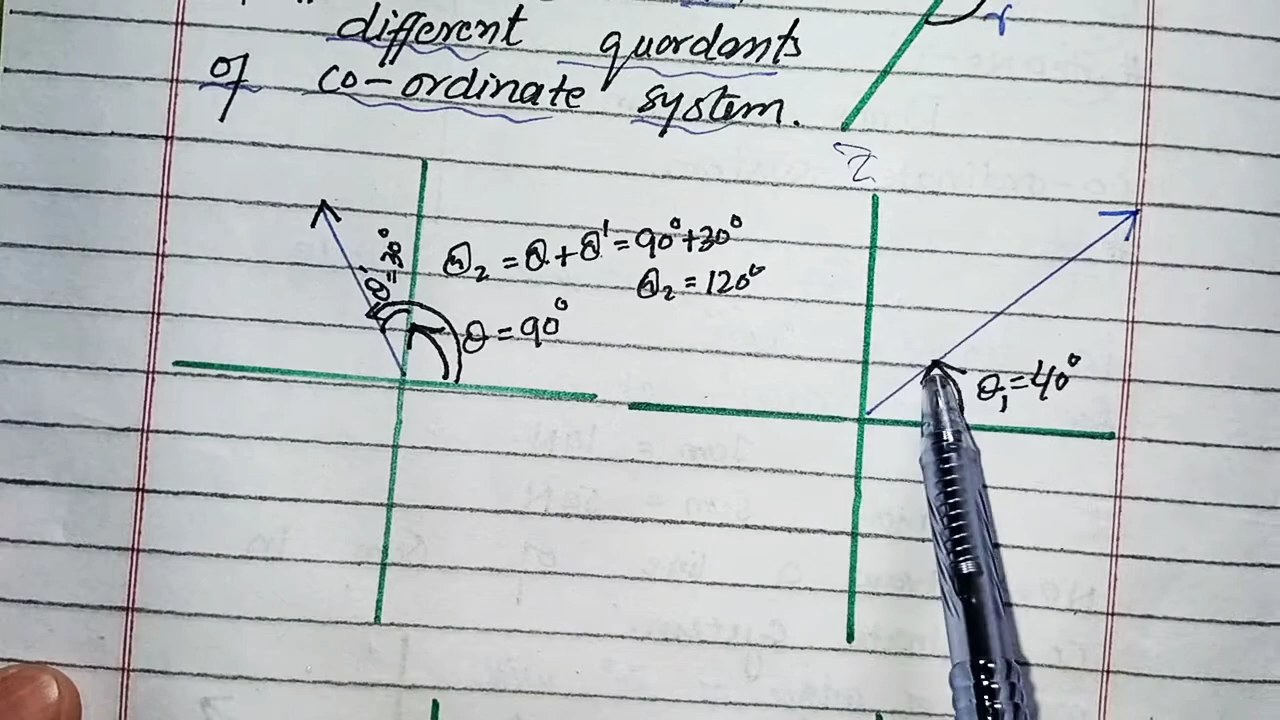 different quordants
of co-ordinate system.
r
Z
θ' = 30°
θ₂ = θ + θ' = 90° + 30°
θ₂ = 120°
θ = 90°
θ₁ = 40°